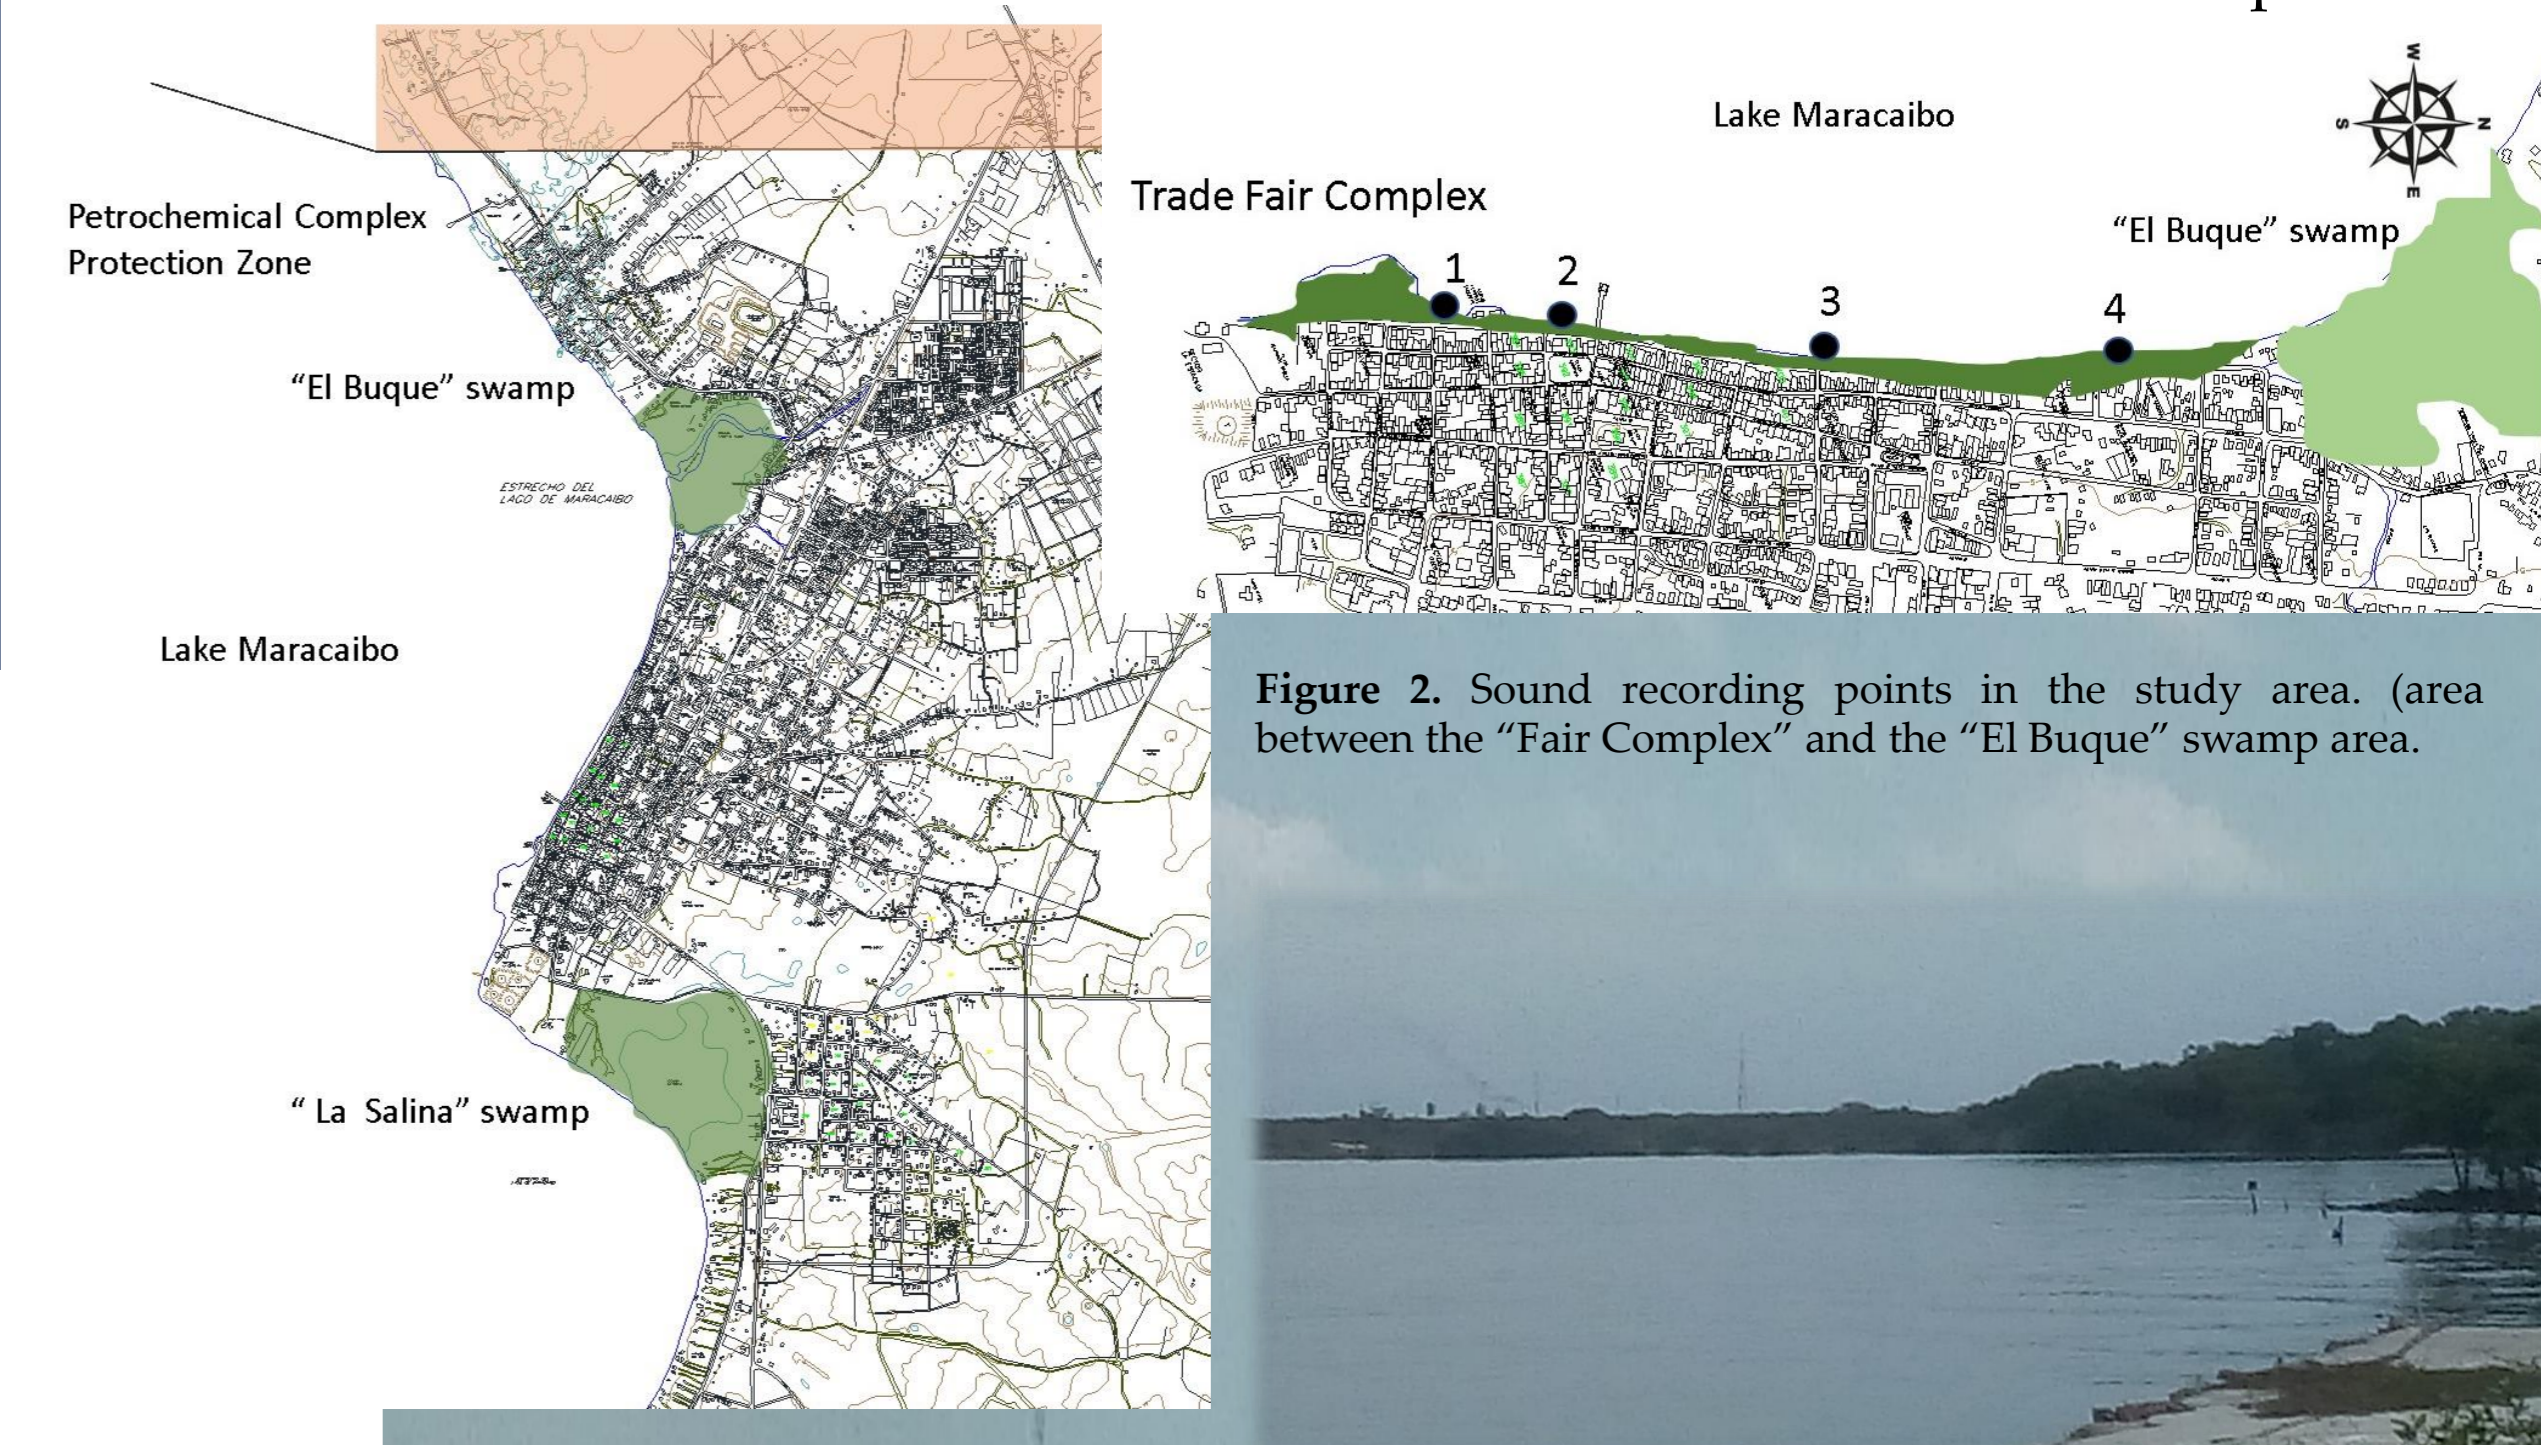 Petrochemical Complex
Protection Zone
“El Buque” swamp
ESTRECHO DEL
LAGO DE MARACAIBO
Lake Maracaibo
“ La Salina” swamp
Lake Maracaibo
Trade Fair Complex
W
S
N
E
“El Buque” swamp
1
2
3
4
Figure 2. Sound recording points in the study area. (area
between the “Fair Complex” and the “El Buque” swamp area.